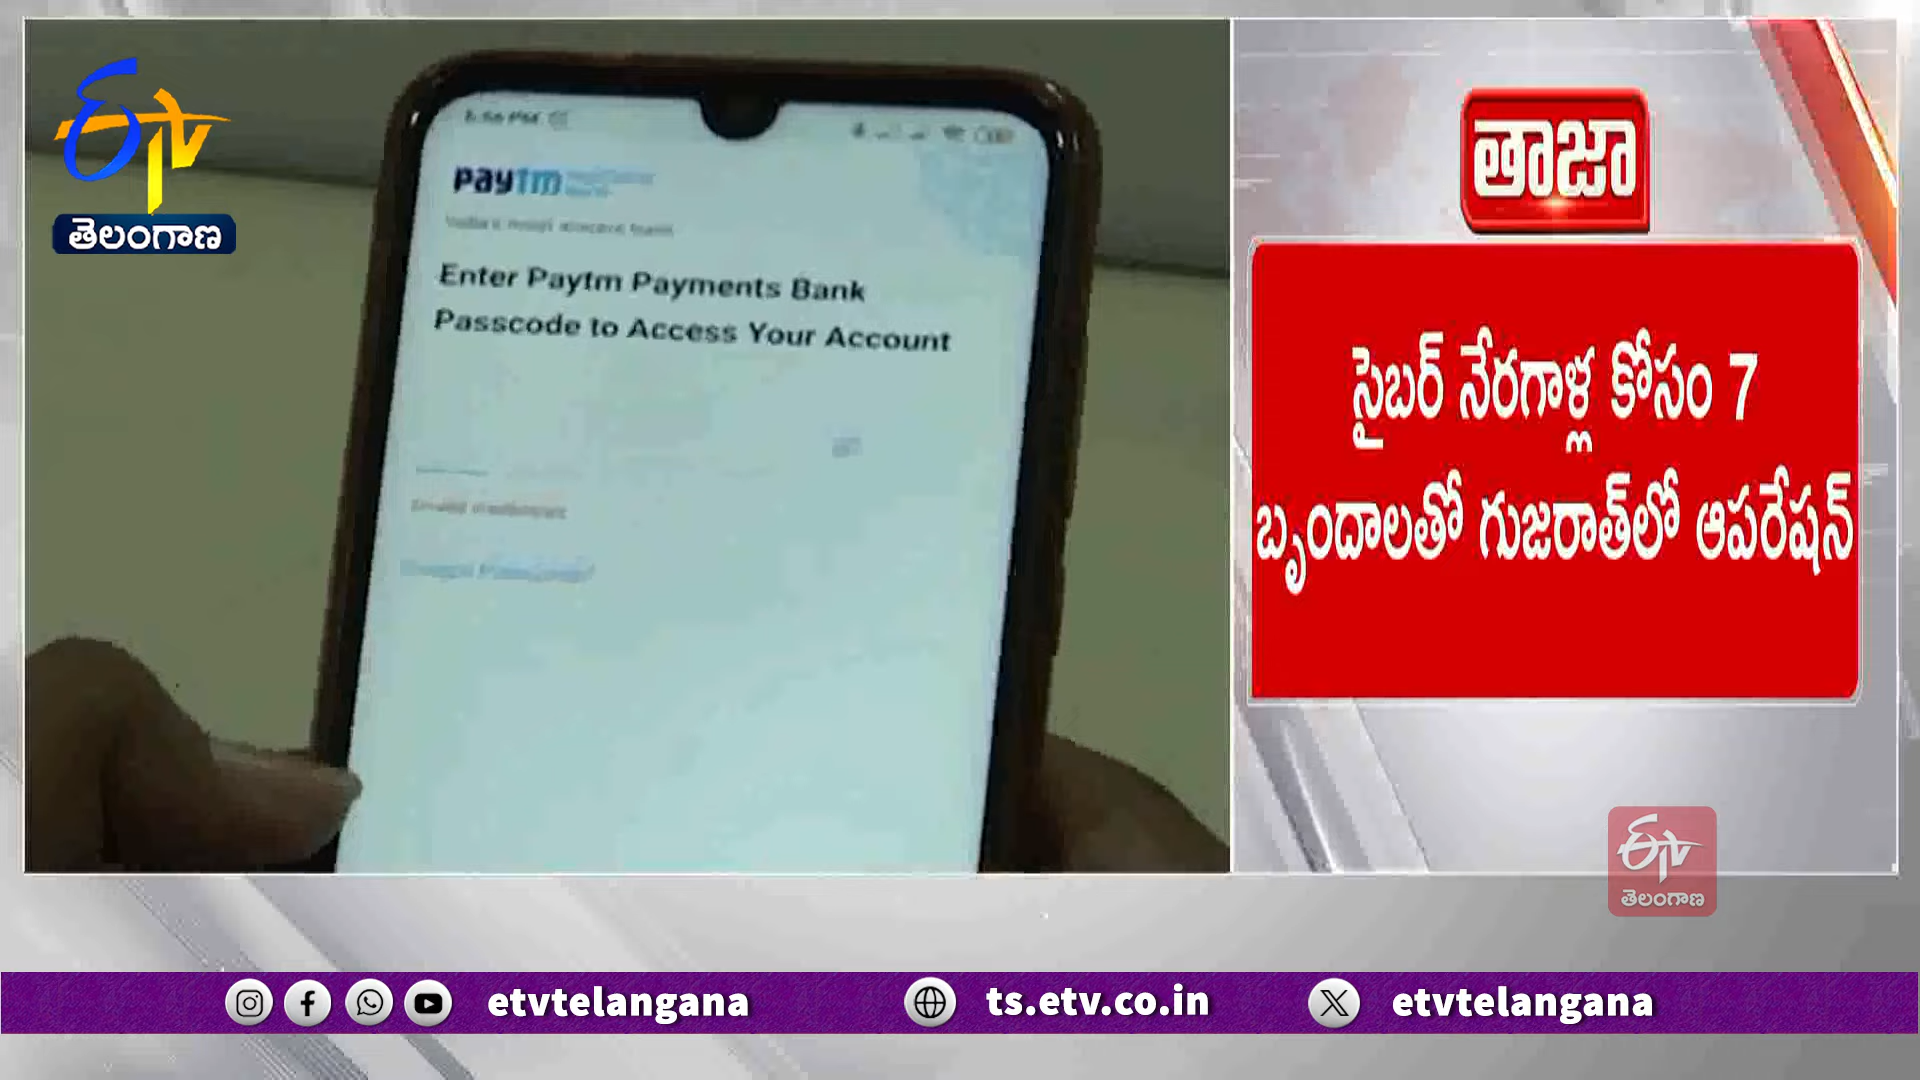 ETV
తెలంగాణ
paytm
Enter Paytm Payments Bank
Passcode to Access Your Account
తాజా
సైబర్ నేరగాళ్ల కోసం 7
బృందాలతో గుజరాత్‌లో ఆపరేషన్
ETV
తెలంగాణ
etvtelangana
ts.etv.co.in
etvtelangana